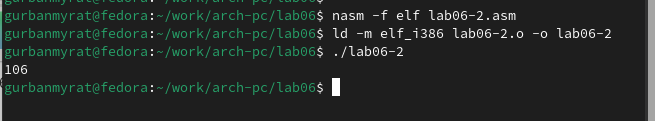 gurbanmyrat@fedora:~/work/arch-pc/lab06$ nasm -f elf lab06-2.asm
gurbanmyrat@fedora:~/work/arch-pc/lab06$ ld -m elf_i386 lab06-2.o -o lab06-2
gurbanmyrat@fedora:~/work/arch-pc/lab06$ ./lab06-2
106
gurbanmyrat@fedora:~/work/arch-pc/lab06$